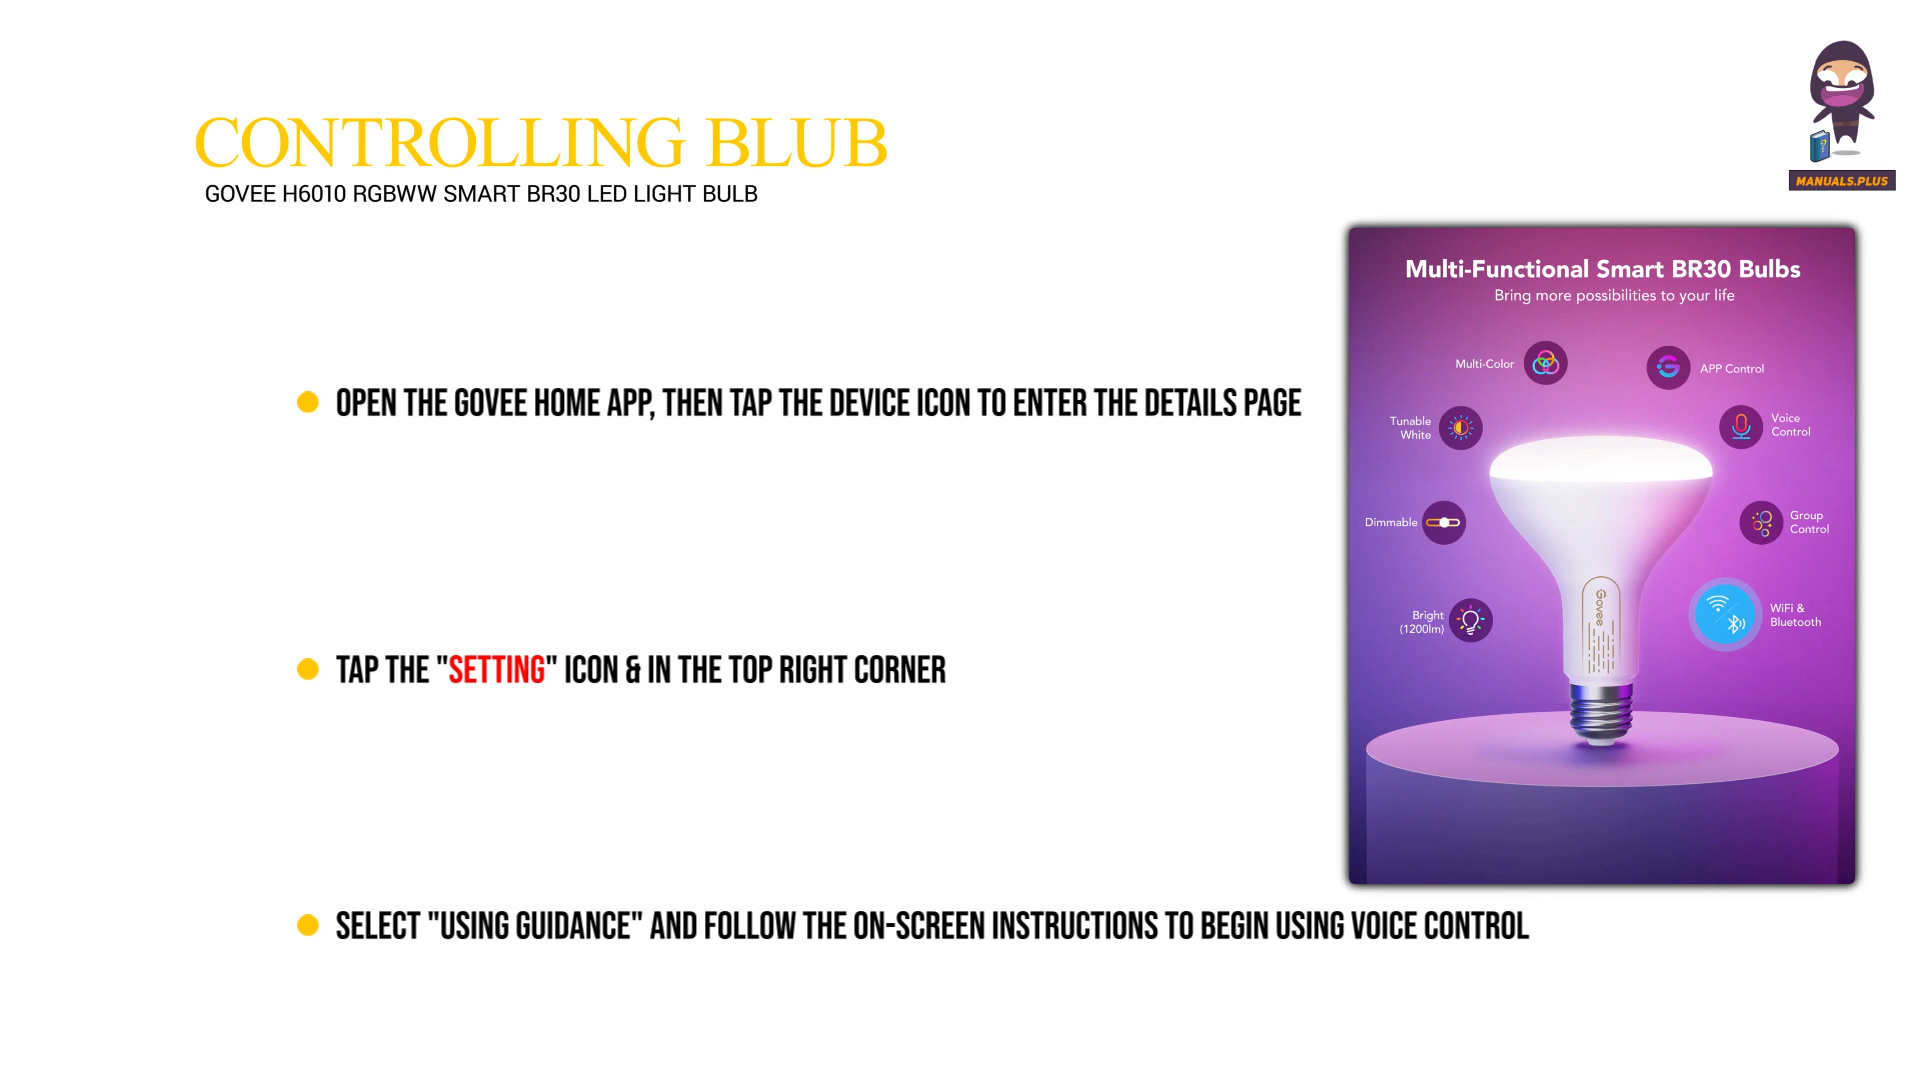 CONTROLLING BLUB
GOVEE H6010 RGBWW SMART BR30 LED LIGHT BULB
MANUALS.PLUS
OPEN THE GOVEE HOME APP, THEN TAP THE DEVICE ICON TO ENTER THE DETAILS PAGE
TAP THE "SETTING" ICON & IN THE TOP RIGHT CORNER
SELECT "USING GUIDANCE" AND FOLLOW THE ON-SCREEN INSTRUCTIONS TO BEGIN USING VOICE CONTROL
Multi-Functional Smart BR30 Bulbs
Bring more possibilities to your life
Multi-Color
APP Control
Tunable
White
Voice
Control
Dimmable
Group
Control
Bright
(1200lm)
WiFi &
Bluetooth
Govee